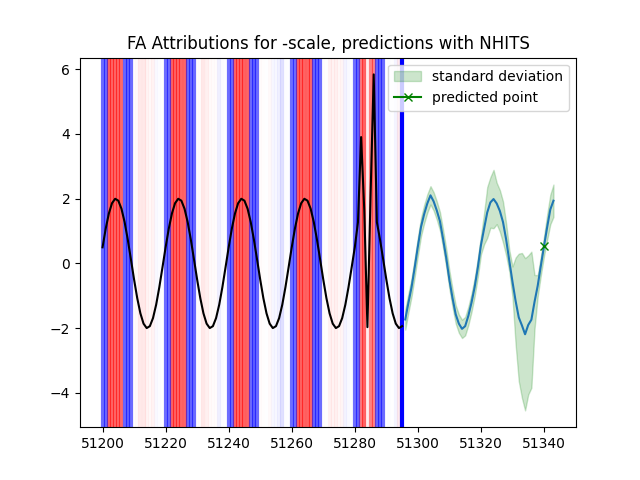 FA Attributions for -scale, predictions with NHITS
6
4
2
0
−2
−4
standard deviation
predicted point
51200 51220 51240 51260 51280 51300 51320 51340